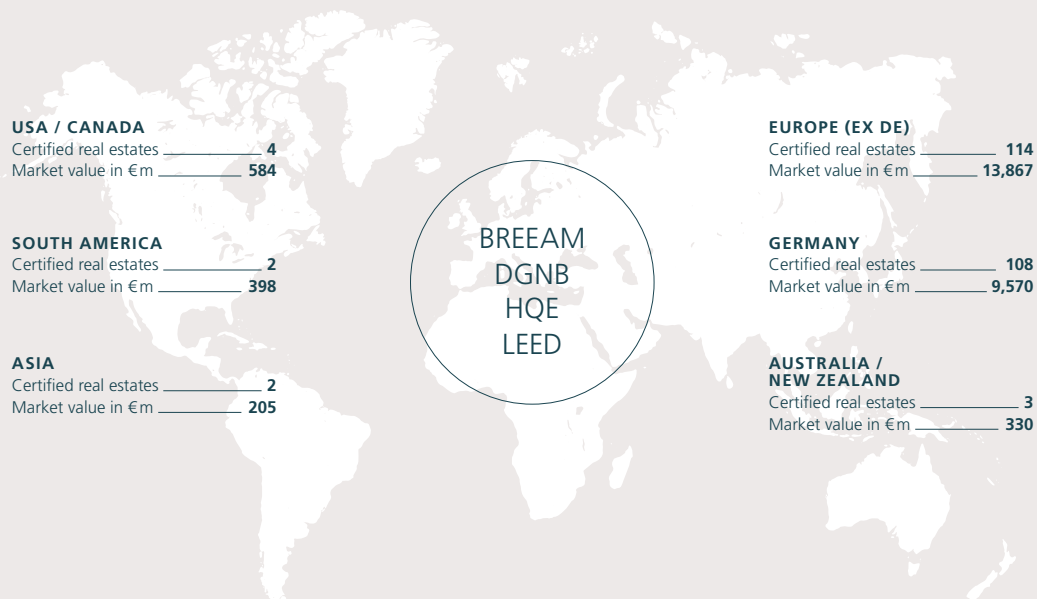 USA / CANADA
Certified real estates 4
Market value in €m 584
SOUTH AMERICA
Certified real estates 2
Market value in €m 398
ASIA
Certified real estates 2
Market value in €m 205
BREEAM
DGNB
HQE
LEED
EUROPE (EX DE)
Certified real estates 114
Market value in €m 13,867
GERMANY
Certified real estates 108
Market value in €m 9,570
AUSTRALIA /
NEW ZEALAND
Certified real estates 3
Market value in €m 330